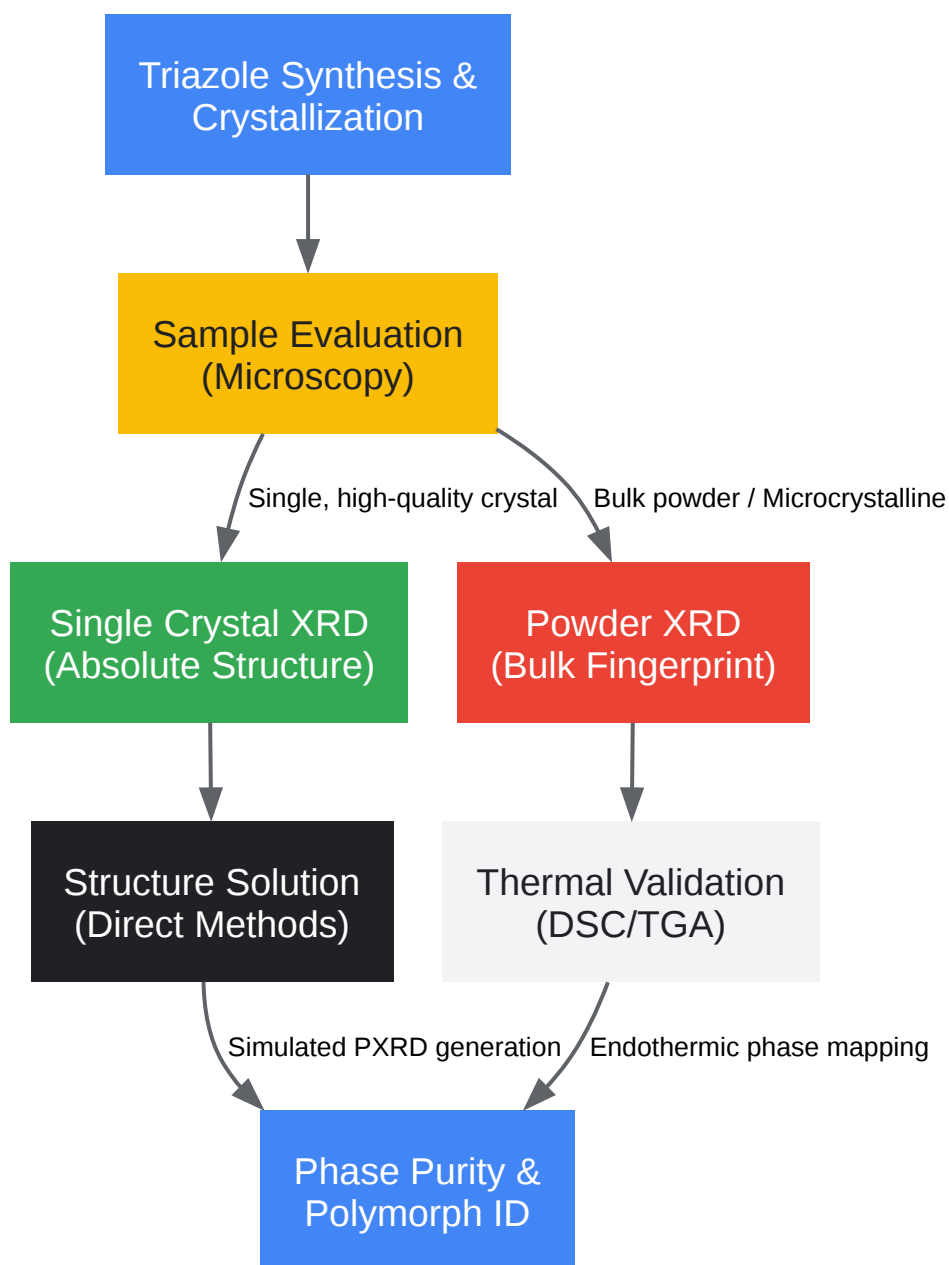 Triazole Synthesis &
Crystallization
Sample Evaluation
(Microscopy)
Single, high-quality crystal
Bulk powder / Microcrystalline
Single Crystal XRD
(Absolute Structure)
Powder XRD
(Bulk Fingerprint)
Structure Solution
(Direct Methods)
Thermal Validation
(DSC/TGA)
Simulated PXRD generation
Endothermic phase mapping
Phase Purity &
Polymorph ID